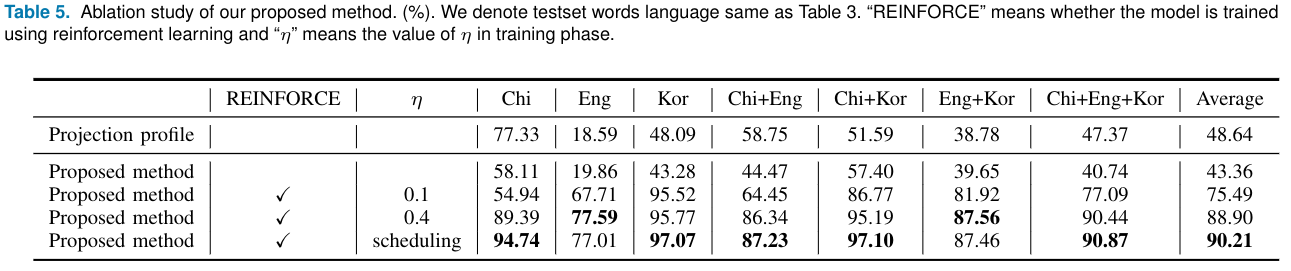 Table 5. Ablation study of our proposed method. (%). We denote testset words language same as Table 3. “REINFORCE” means whether the model is trained
using reinforcement learning and “η” means the value of η in training phase.
REINFORCE η Chi Eng Kor Chi+Eng Chi+Kor Eng+Kor Chi+Eng+Kor Average
Projection profile 77.33 18.59 48.09 58.75 51.59 38.78 47.37 48.64
Proposed method 58.11 19.86 43.28 44.47 57.40 39.65 40.74 43.36
Proposed method ✓ 0.1 54.94 67.71 95.52 64.45 86.77 81.92 77.09 75.49
Proposed method ✓ 0.4 89.39 77.59 95.77 86.34 95.19 87.56 90.44 88.90
Proposed method ✓ scheduling 94.74 77.01 97.07 87.23 97.10 87.46 90.87 90.21